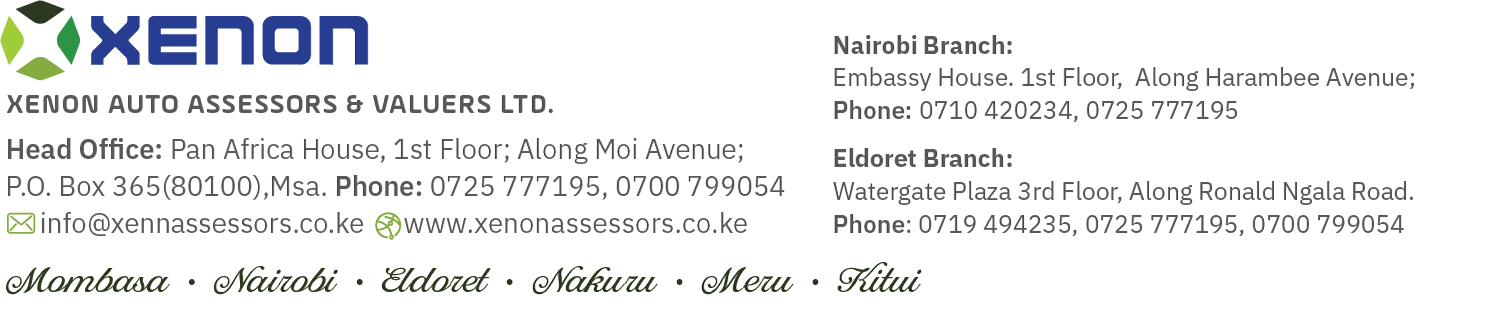 XENON
XENON AUTO ASSESSORS & VALUERS LTD.
Head Office: Pan Africa House, 1st Floor; Along Moi Avenue;
P.O. Box 365(80100),Msa. Phone: 0725 777195, 0700 799054
info@xennassessors.co.ke www.xenonassessors.co.ke
Nairobi Branch:
Embassy House. 1st Floor, Along Harambee Avenue;
Phone: 0710 420234, 0725 777195
Eldoret Branch:
Watergate Plaza 3rd Floor, Along Ronald Ngala Road.
Phone: 0719 494235, 0725 777195, 0700 799054
Mombasa • Nairobi • Eldoret • Nakuru • Meru • Kitui